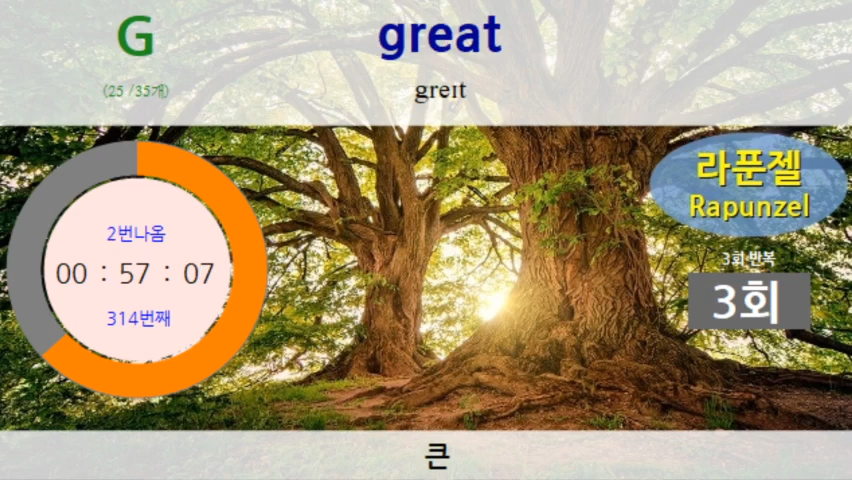 G
(25 /35개)
great
greıt
라푼젤
Rapunzel
3회 반복
3회
2번나옴
00 : 57 : 07
314번째
큰